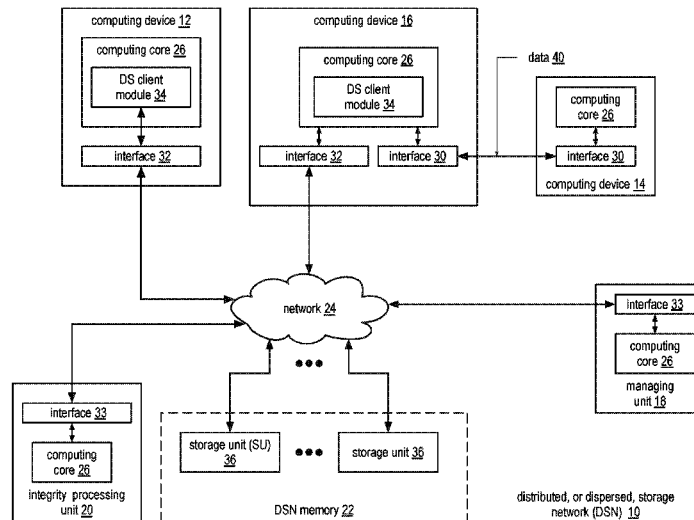 computing device 12
computing core 26
DS client
module 34
interface 32
computing device 16
computing core 26
DS client
module 34
interface 32
interface 30
data 40
computing
core 26
interface 30
computing device 14
network 24
interface 33
computing
core 26
managing
unit 18
interface 33
computing
core 26
integrity processing
unit 20
storage unit (SU)
36
storage unit 36
DSN memory 22
distributed, or dispersed, storage
network (DSN) 10